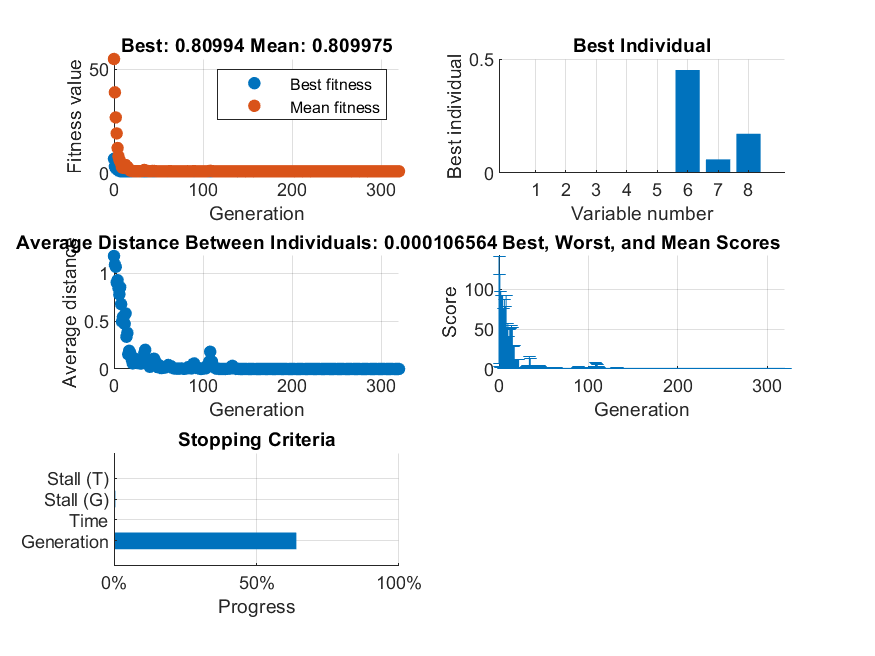 Best: 0.80994 Mean: 0.809975
Fitness value
50
0
Best fitness
Mean fitness
0 100 200 300
Generation
Best Individual
Best individual
0.5
0
1 2 3 4 5 6 7 8
Variable number
Average Distance Between Individuals: 0.000106564
Average distance
1
0.5
0
0 100 200 300
Generation
Best, Worst, and Mean Scores
Score
100
50
0
0 100 200 300
Generation
Stopping Criteria
Stall (T)
Stall (G)
Time
Generation
0% 50% 100%
Progress